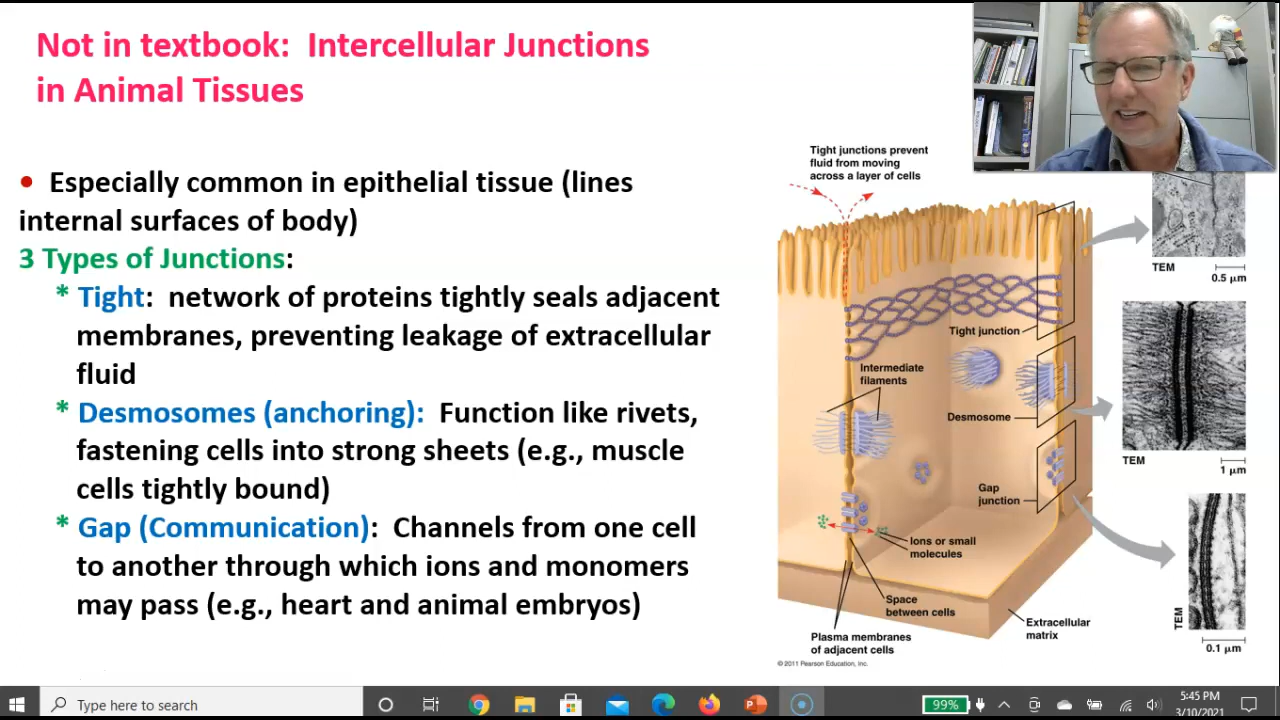 Not in textbook:  Intercellular Junctions
in Animal Tissues
• Especially common in epithelial tissue (lines
internal surfaces of body)
3 Types of Junctions:
* Tight:  network of proteins tightly seals adjacent
membranes, preventing leakage of extracellular
fluid
* Desmosomes (anchoring):  Function like rivets,
fastening cells into strong sheets (e.g., muscle
cells tightly bound)
* Gap (Communication):  Channels from one cell
to another through which ions and monomers
may pass (e.g., heart and animal embryos)
Tight junctions prevent
fluid from moving
across a layer of cells
Tight junction
Intermediate
filaments
Desmosome
Gap
junction
Ions or small
molecules
Space
between cells
Plasma membranes
of adjacent cells
Extracellular
matrix
TEM
0.5 µm
TEM
1 µm
TEM
0.1 µm
© 2011 Pearson Education, Inc.
Type here to search
99%
5:45 PM
3/10/2021